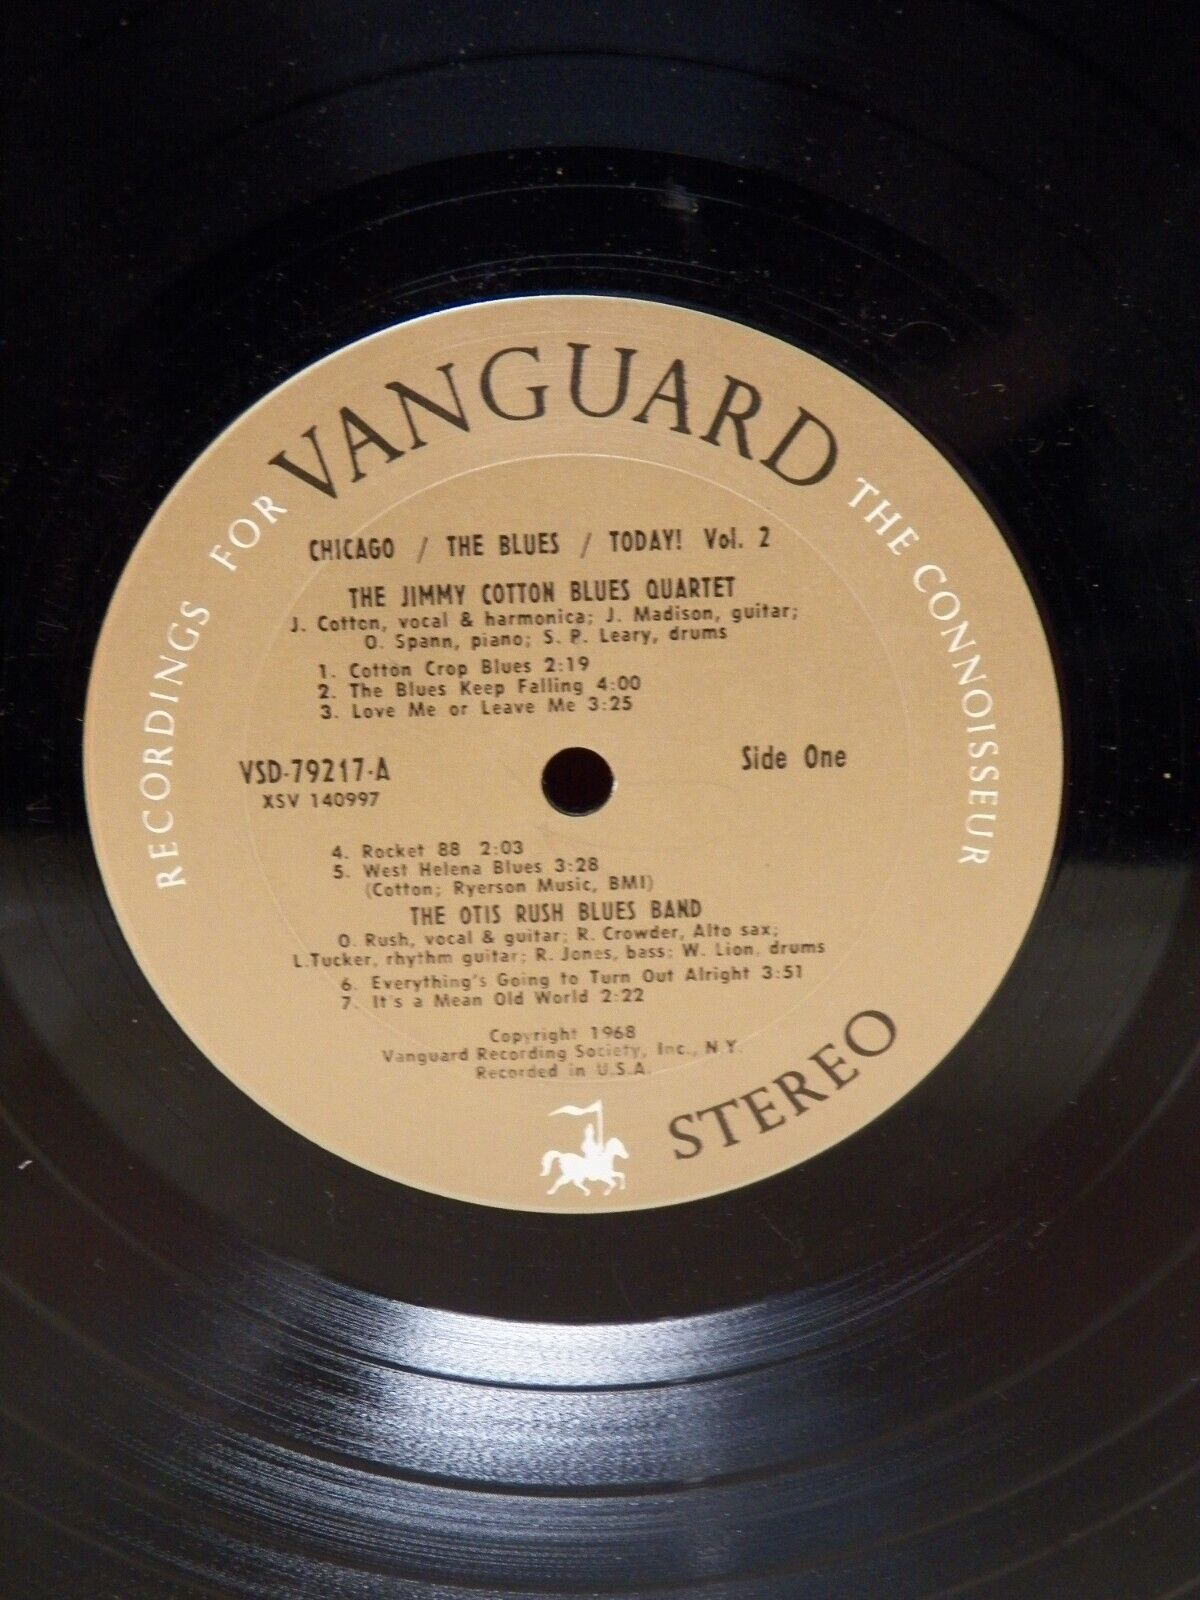 RECORDINGS FOR VANGUARD THE CONNOISSEUR
CHICAGO / THE BLUES / TODAY! Vol. 2
THE JIMMY COTTON BLUES QUARTET
J. Cotton, vocal & harmonica; J. Madison, guitar;
O. Spann, piano; S. P. Leary, drums
1. Cotton Crop Blues 2:19
2. The Blues Keep Falling 4:00
3. Love Me or Leave Me 3:25
VSD-79217-A
XSV 140997
Side One
4. Rocket 88 2:03
5. West Helena Blues 3:28
(Cotton; Ryerson Music, BMI)
THE OTIS RUSH BLUES BAND
O. Rush, vocal & guitar; R. Crowder, Alto sax;
L.Tucker, rhythm guitar; R. Jones, bass; W. Lion, drums
6. Everything's Going to Turn Out Alright 3:51
7. It's a Mean Old World 2:22
Copyright 1968
Vanguard Recording Society, Inc., N.Y.
Recorded in U.S.A.
STEREO